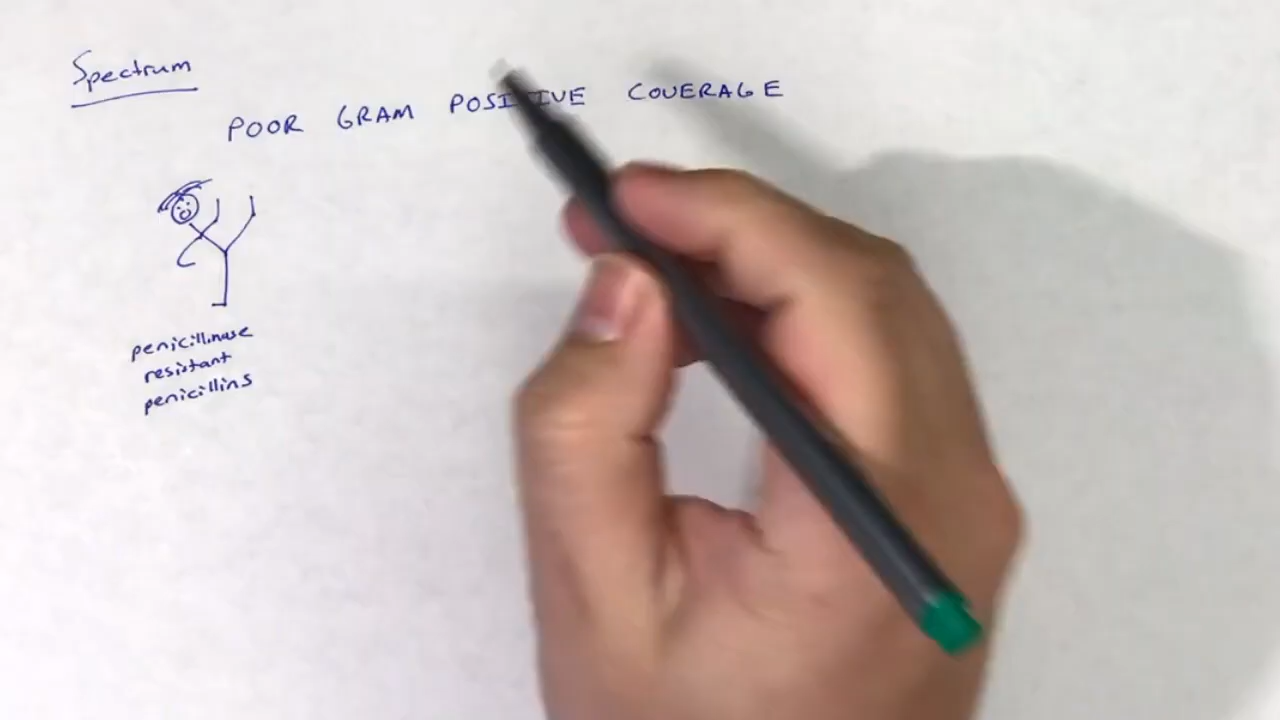 Spectrum
POOR GRAM POSITIVE COVERAGE
penicillinase
resistant
penicillins